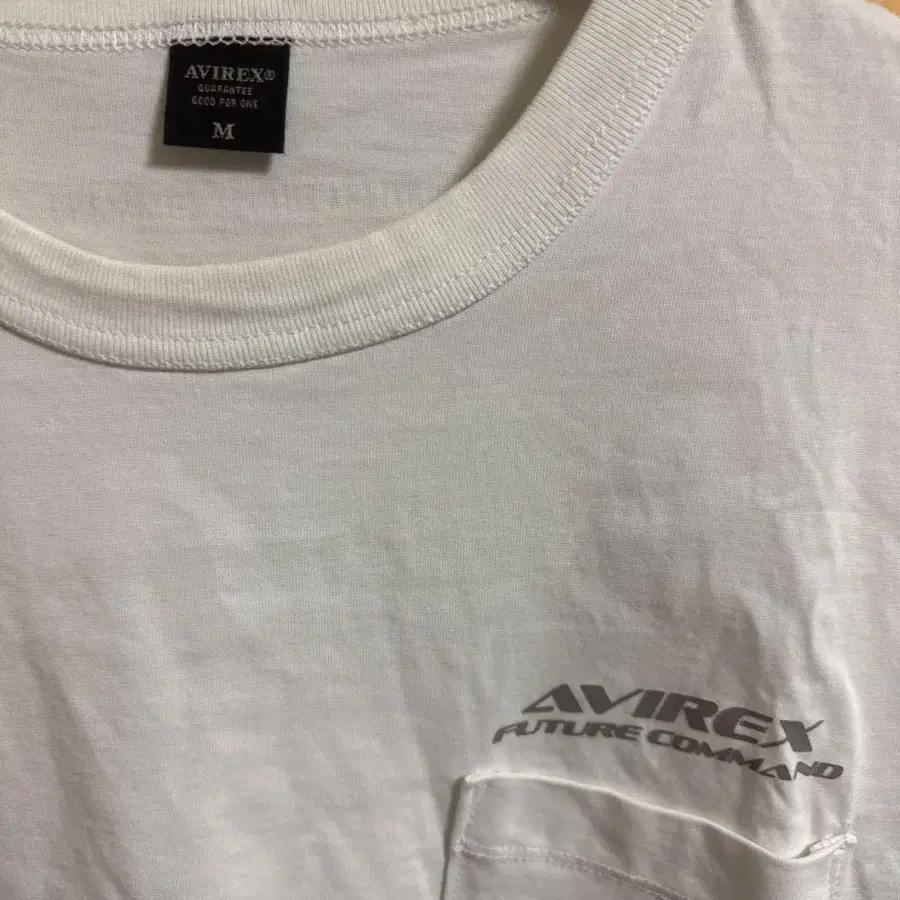 AVIREX®
GUARANTEE
GOOD FOR ONE
M
AVIREX
FUTURE COMMAND